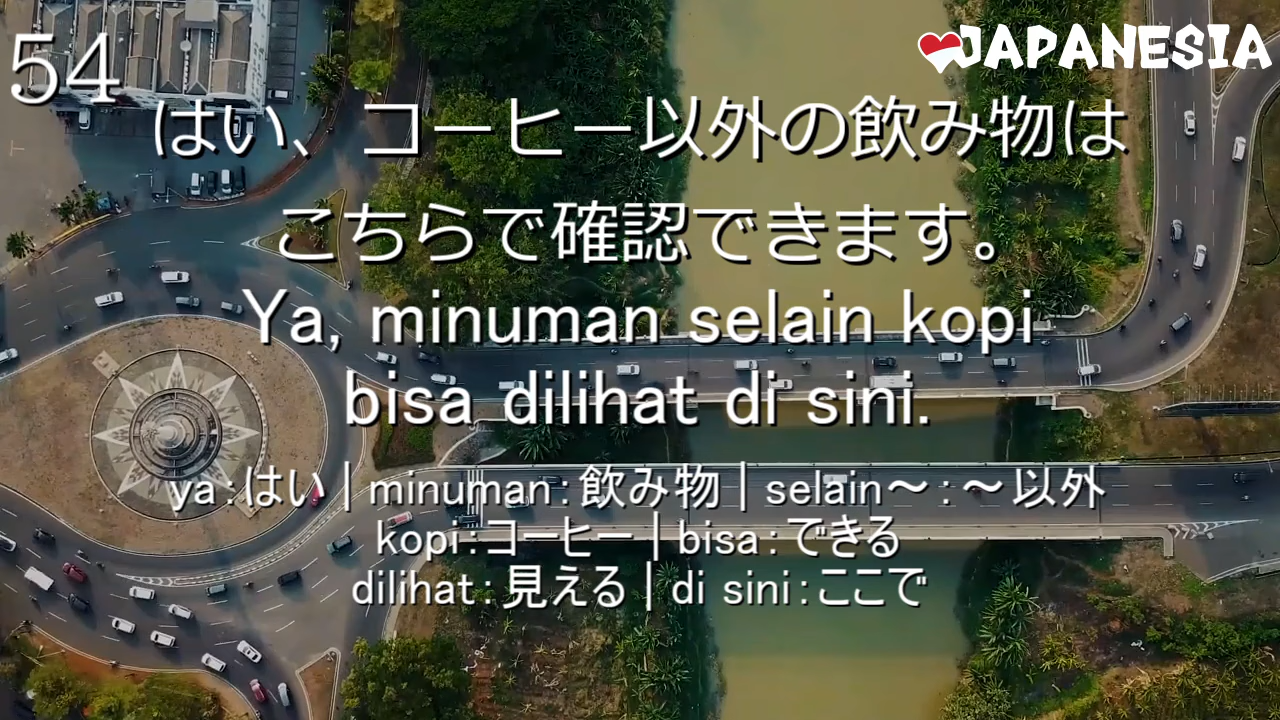 54
JAPANESIA
はい、コーヒー以外の飲み物は
こちらで確認できます。
Ya, minuman selain kopi
bisa dilihat di sini.
ya：はい | minuman：飲み物 | selain〜：〜以外
kopi：コーヒー | bisa：できる
dilihat：見える | di sini：ここで